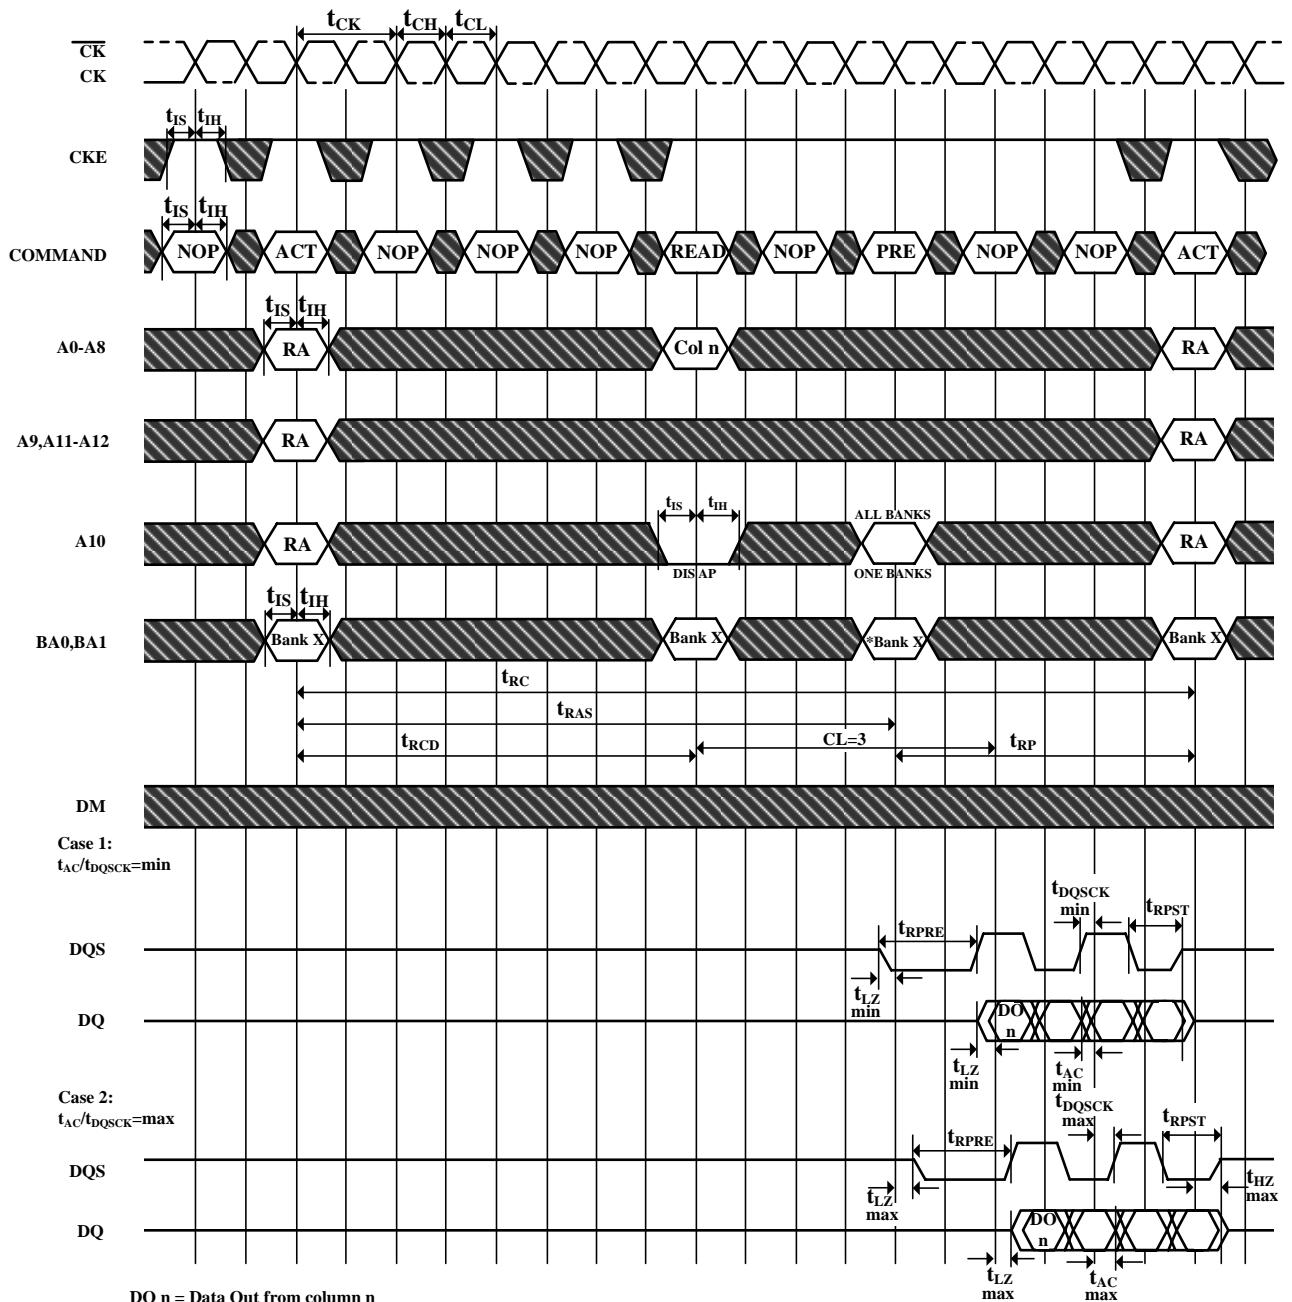 tCK tCH tCL
CK
CK
tIS tIH
CKE
tIS tIH
COMMAND NOP ACT NOP NOP NOP READ NOP PRE NOP NOP ACT
tIS tIH
A0-A8 RA Col n RA
A9,A11-A12 RA RA
tIS tIH ALL BANKS
A10 RA RA
DIS AP ONE BANKS
tIS tIH
BA0,BA1 Bank X Bank X *Bank X Bank X
tRC
tRAS
tRCD CL=3 tRP
DM
Case 1:
tAC/tDQSCK=min
tDQSCK
min tRPST
tRPRE
DQS
tLZ
min
DQ DO
n
tLZ
min
tAC
min
Case 2:
tAC/tDQSCK=max
tDQSCK
max tRPST
tRPRE
DQS
tLZ
max
tHZ
max
DQ DO
n
tLZ
max
tAC
max
DO n = Data Out from column n